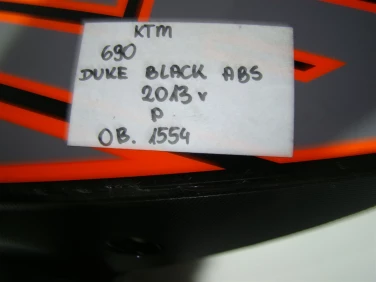 KTM
690
DUKE BLACK ABS
2013 r
P
OB. 1554